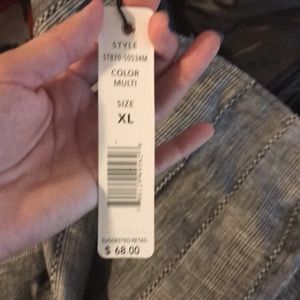 STYLE
COLOR
MULTI
SIZE
XL
SUGGESTED RETAIL
$ 68.00